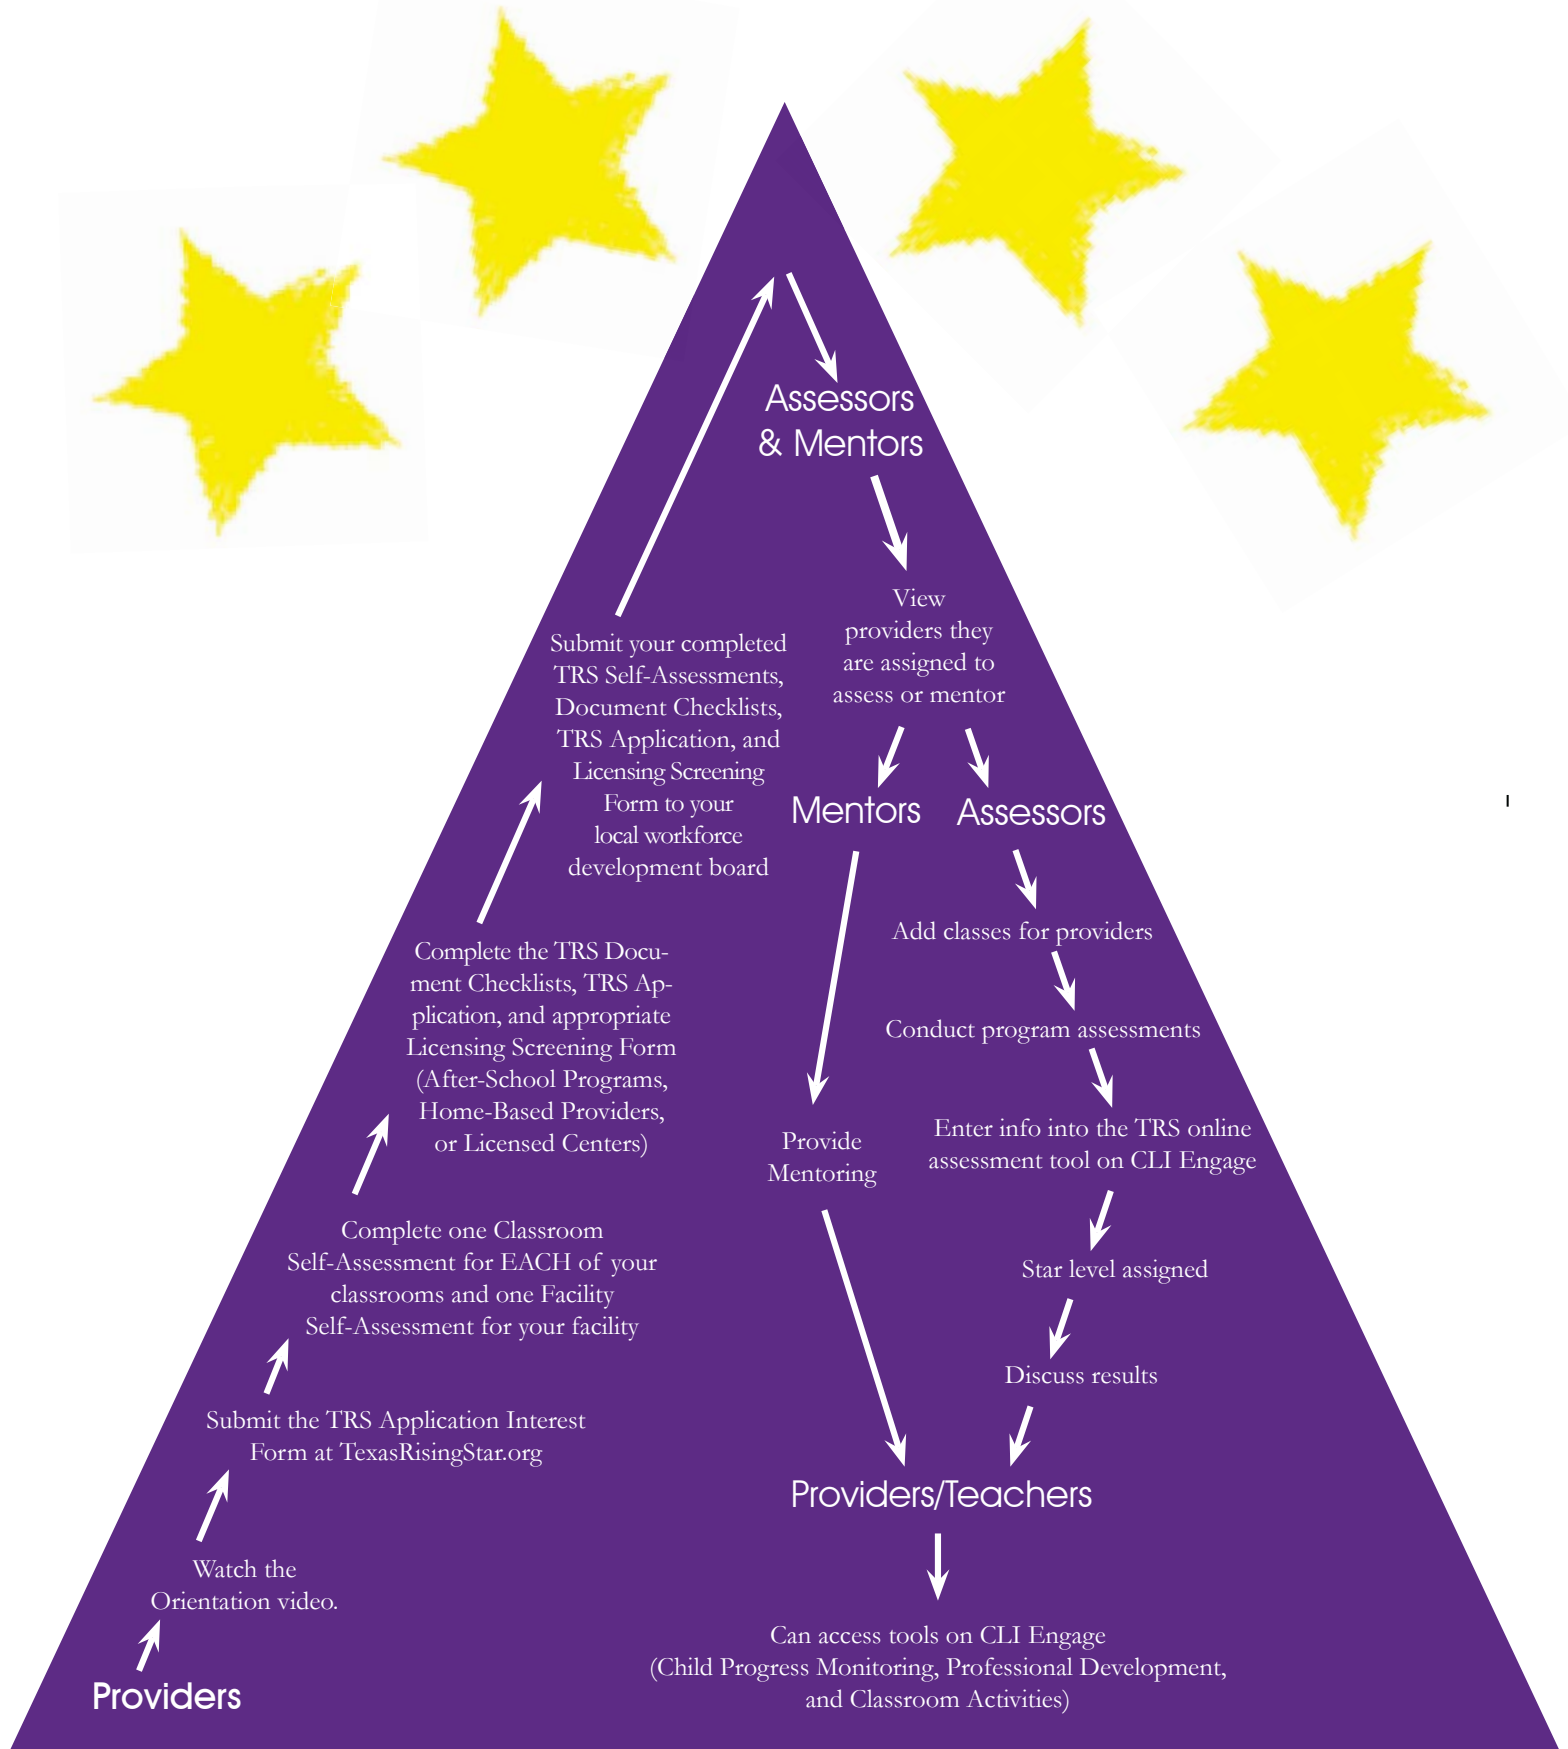 Assessors
& Mentors
View
providers they
are assigned to
assess or mentor
Submit your completed
TRS Self-Assessments,
Document Checklists,
TRS Application, and
Licensing Screening
Form to your
local workforce
development board
Mentors
Assessors
Add classes for providers
Complete the TRS Docu-
ment Checklists, TRS Ap-
plication, and appropriate
Licensing Screening Form
(After-School Programs,
Home-Based Providers,
or Licensed Centers)
Conduct program assessments
Provide
Mentoring
Enter info into the TRS online
assessment tool on CLI Engage
Complete one Classroom
Self-Assessment for EACH of your
classrooms and one Facility
Self-Assessment for your facility
Star level assigned
Discuss results
Submit the TRS Application Interest
Form at TexasRisingStar.org
Providers/Teachers
Watch the
Orientation video.
Can access tools on CLI Engage
(Child Progress Monitoring, Professional Development,
and Classroom Activities)
Providers